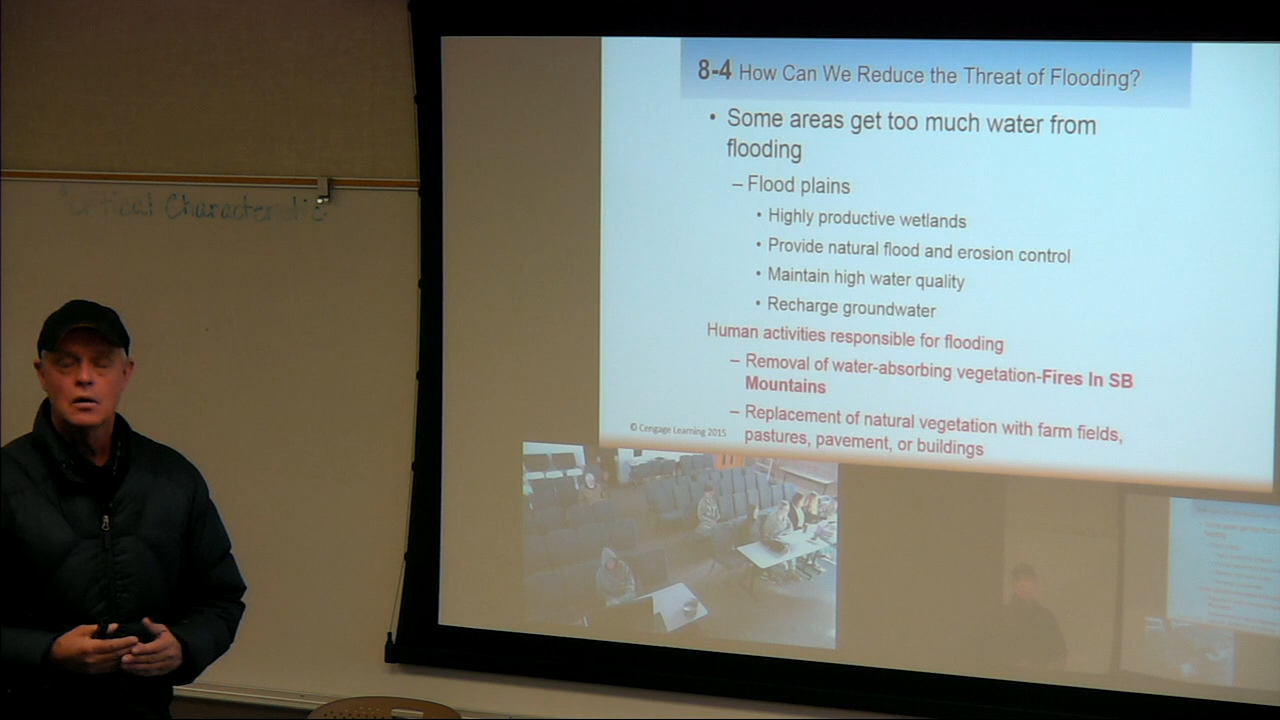 Critical Characteristic
8-4 How Can We Reduce the Threat of Flooding?
• Some areas get too much water from
flooding
– Flood plains
• Highly productive wetlands
• Provide natural flood and erosion control
• Maintain high water quality
• Recharge groundwater
Human activities responsible for flooding
– Removal of water-absorbing vegetation-Fires In SB
Mountains
– Replacement of natural vegetation with farm fields,
pastures, pavement, or buildings
© Cengage Learning 2015